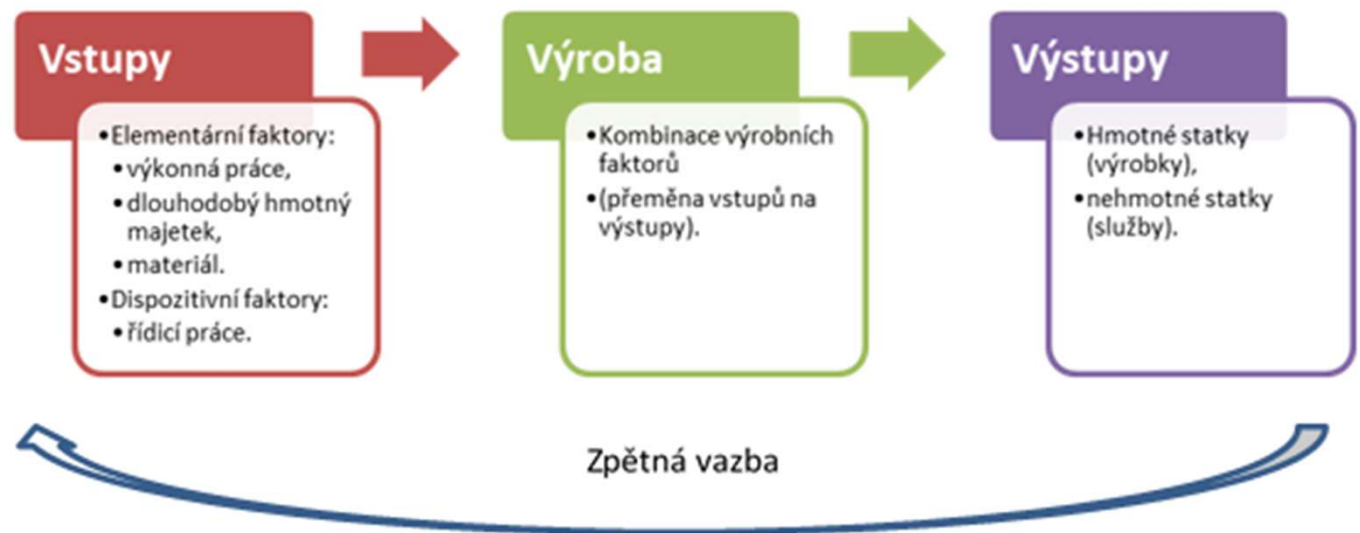 Vstupy
•Elementární faktory:
•výkonná práce,
•dlouhodobý hmotný
majetek,
•materiál.
•Dispozitivní faktory:
•řídicí práce.
Výroba
•Kombinace výrobních
faktorů
•(přeměna vstupů na
výstupy).
Výstupy
•Hmotné statky
(výrobky),
•nehmotné statky
(služby).
Zpětná vazba